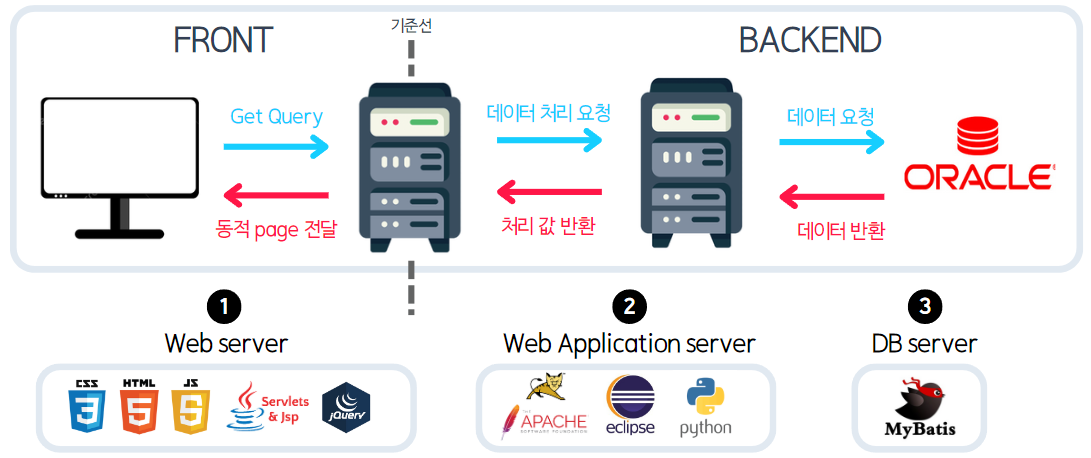 FRONT
기준선
BACKEND
Get Query
데이터 처리 요청
데이터 요청
ORACLE®
동적 page 전달
처리 값 반환
데이터 반환
1
2
3
Web server
Web Application server
DB server
CSS
3
HTML
5
JS
5
Servlets
& Jsp
Java
jQuery
THE
APACHE
SOFTWARE FOUNDATION
eclipse
python
MyBatis